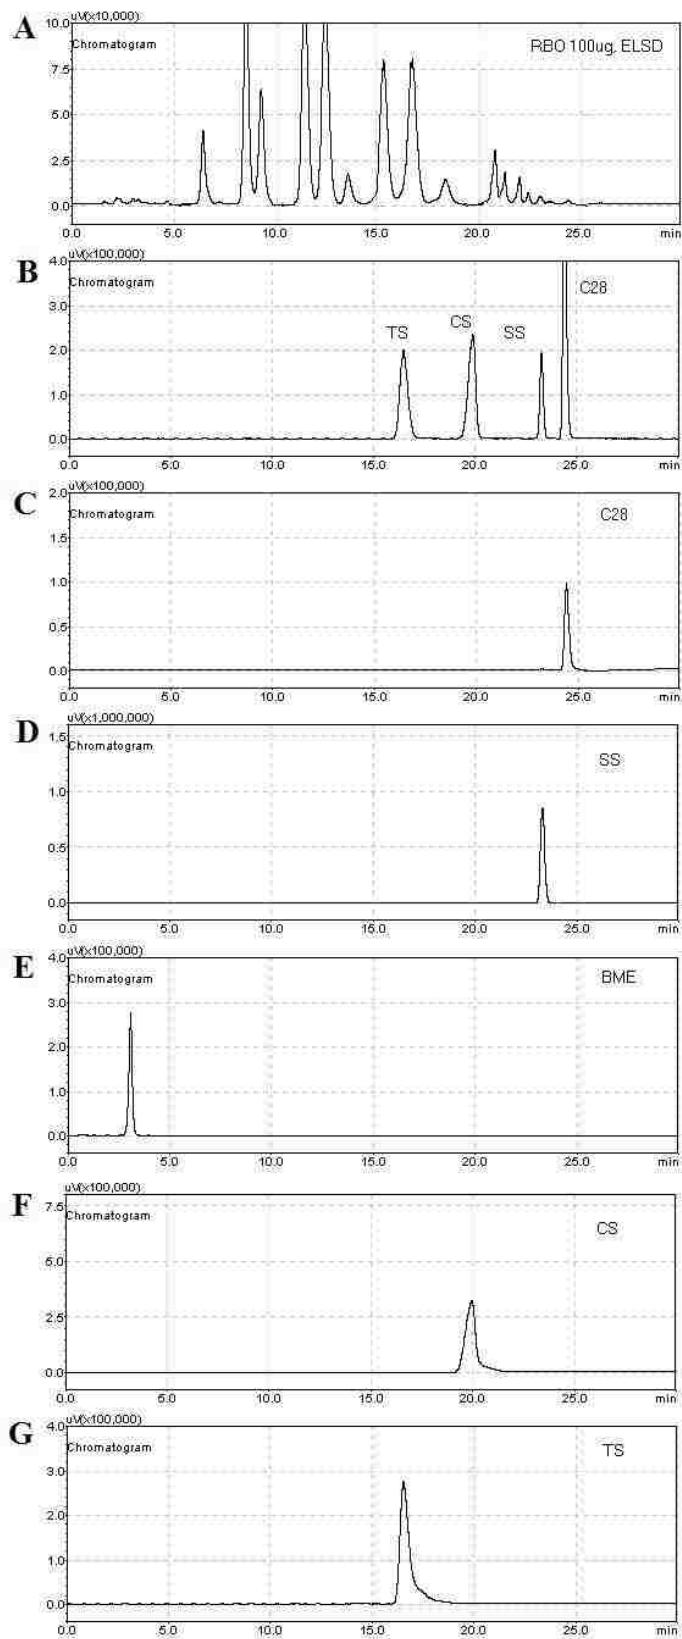 A
uV(x10,000)
10.0
Chromatogram
RBO 100ug, ELSD
7.5
5.0
2.5
0.0
0.0 5.0 10.0 15.0 20.0 25.0 min
B
uV(x100,000)
4.0
Chromatogram
C28
3.0
TS CS SS
2.0
1.0
0.0
0.0 5.0 10.0 15.0 20.0 25.0 min
C
uV(x100,000)
2.0
Chromatogram
C28
1.5
1.0
0.5
0.0
0.0 5.0 10.0 15.0 20.0 25.0 min
D
uV(x1,000,000)
1.5
Chromatogram
SS
1.0
0.5
0.0
0.0 5.0 10.0 15.0 20.0 25.0 min
E
uV(x100,000)
4.0
Chromatogram
BME
3.0
2.0
1.0
0.0
0.0 5.0 10.0 15.0 20.0 25.0 min
F
uV(x100,000)
7.5
Chromatogram
CS
5.0
2.5
0.0
0.0 5.0 10.0 15.0 20.0 25.0 min
G
uV(x100,000)
4.0
Chromatogram
TS
3.0
2.0
1.0
0.0
0.0 5.0 10.0 15.0 20.0 25.0 min